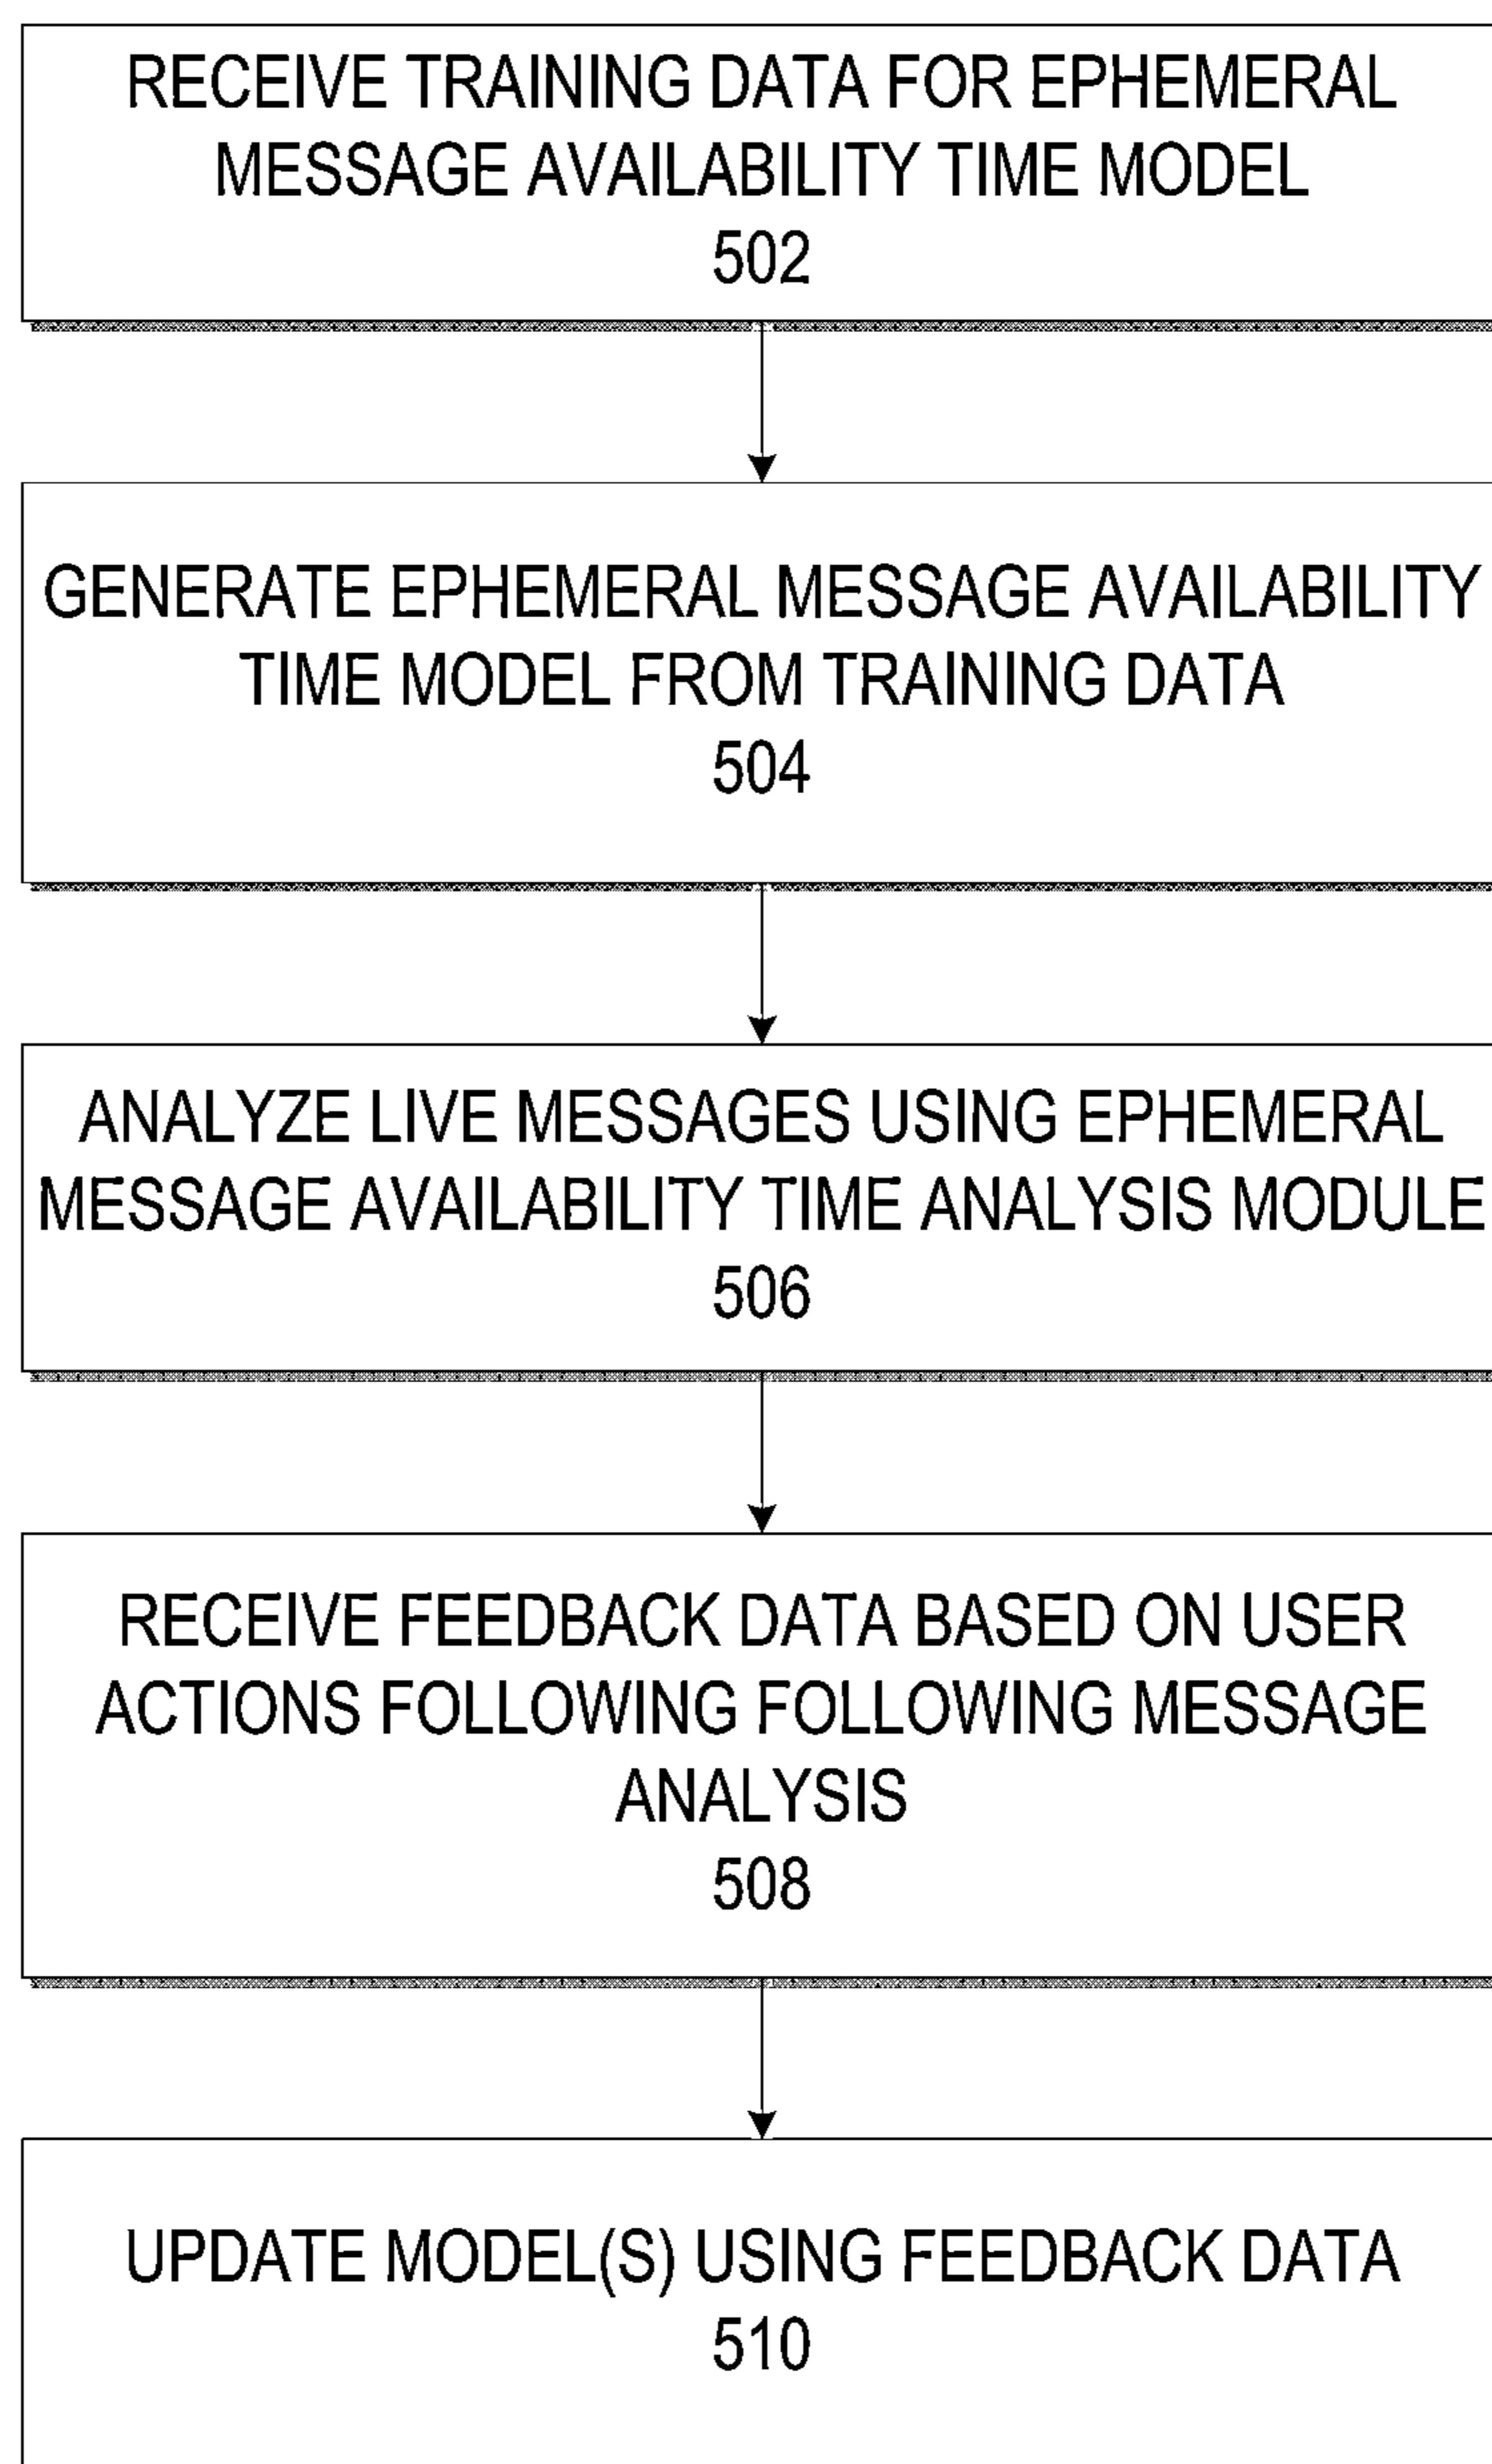 RECEIVE TRAINING DATA FOR EPHEMERAL
MESSAGE AVAILABILITY TIME MODEL
502
GENERATE EPHEMERAL MESSAGE AVAILABILITY
TIME MODEL FROM TRAINING DATA
504
ANALYZE LIVE MESSAGES USING EPHEMERAL
MESSAGE AVAILABILITY TIME ANALYSIS MODULE
506
RECEIVE FEEDBACK DATA BASED ON USER
ACTIONS FOLLOWING FOLLOWING MESSAGE
ANALYSIS
508
UPDATE MODEL(S) USING FEEDBACK DATA
510